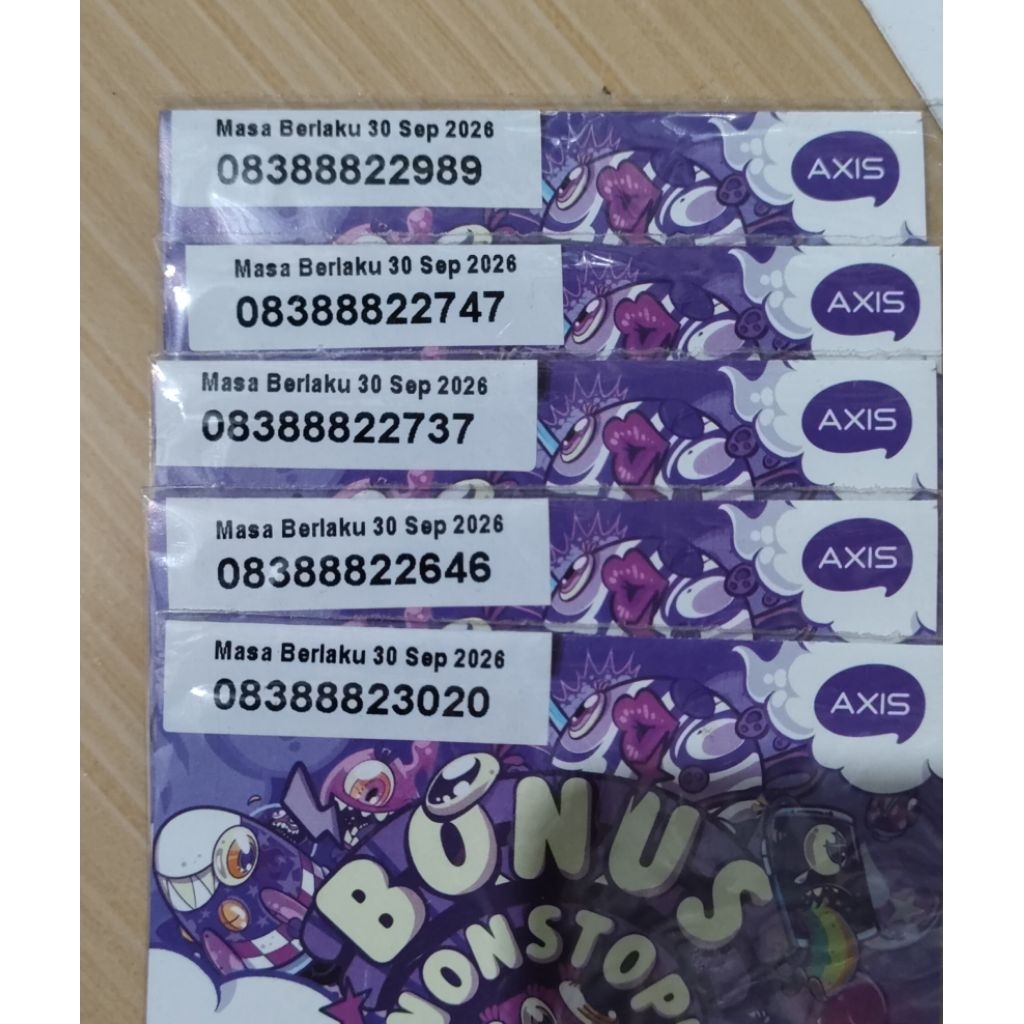 Masa Berlaku 30 Sep 2026
08388822989
AXIS
Masa Berlaku 30 Sep 2026
08388822747
AXIS
Masa Berlaku 30 Sep 2026
08388822737
AXIS
Masa Berlaku 30 Sep 2026
08388822646
AXIS
Masa Berlaku 30 Sep 2026
08388823020
AXIS
BONUS
NONSTOP